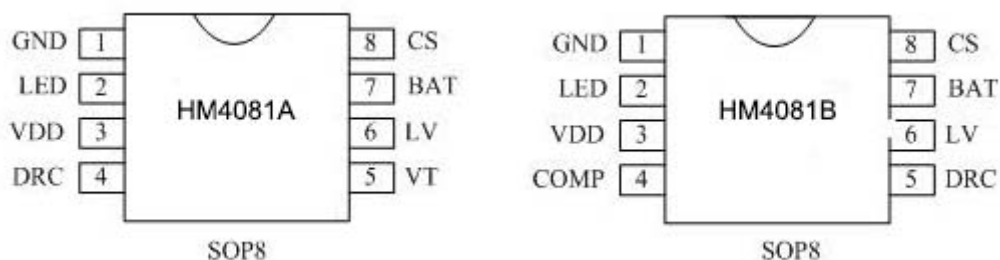 GND 1 8 CS GND 1 8 CS
LED 2 7 BAT LED 2 7 BAT
HM4081A HM4081B
VDD 3 6 LV VDD 3 6 LV
DRC 4 5 VT COMP 4 5 DRC
SOP8 SOP8